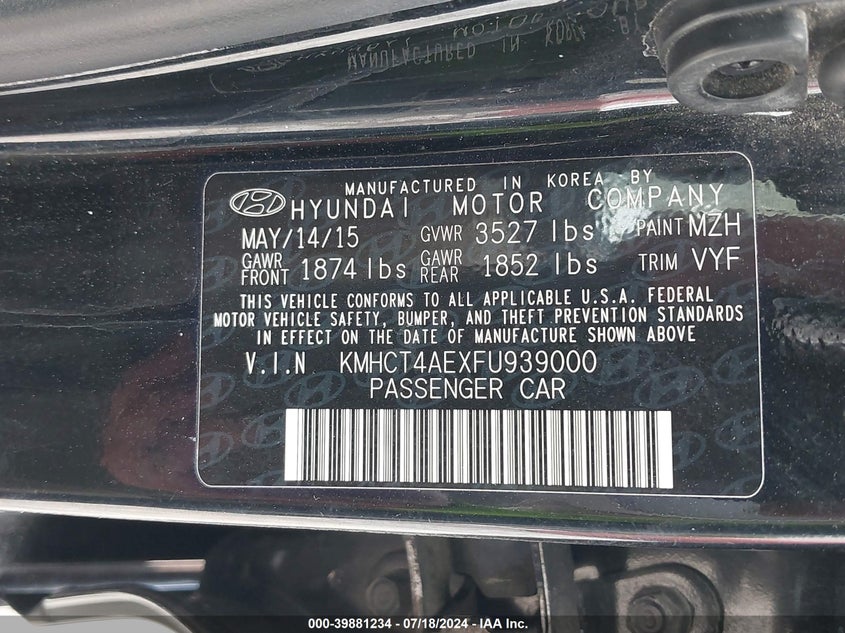 MANUFACTURED IN KOREA BY
HYUNDAI MOTOR COMPANY
MAY/14/15 GVWR 3527 lbs PAINT MZH
GAWR FRONT 1874 lbs GAWR REAR 1852 lbs TRIM VYF
THIS VEHICLE CONFORMS TO ALL APPLICABLE U.S.A. FEDERAL
MOTOR VEHICLE SAFETY, BUMPER, AND THEFT PREVENTION STANDARDS
IN EFFECT ON THE DATE OF MANUFACTURE SHOWN ABOVE
V.I.N KMHCT4AEXFU939000
PASSENGER CAR
000-39881234 - 07/18/2024 - IAA Inc.